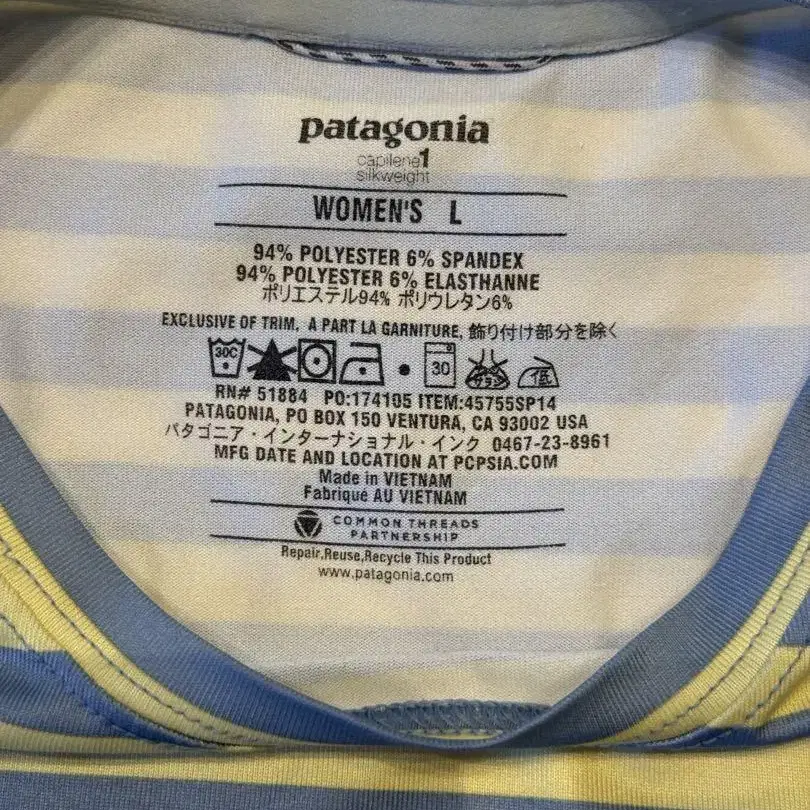 patagonia
capilene 1
silkweight
WOMEN'S L
94% POLYESTER 6% SPANDEX
94% POLYESTER 6% ELASTHANNE
ポリエステル94% ポリウレタン6%
EXCLUSIVE OF TRIM, A PART LA GARNITURE, 飾り付け部分を除く
30C 30 低
RN# 51884 PO:174105 ITEM:45755SP14
PATAGONIA, PO BOX 150 VENTURA, CA 93002 USA
パタゴニア・インターナショナル・インク 0467-23-8961
MFG DATE AND LOCATION AT PCPSIA.COM
Made in VIETNAM
Fabriqué AU VIETNAM
COMMON THREADS
PARTNERSHIP
Repair,Reuse,Recycle This Product
www.patagonia.com